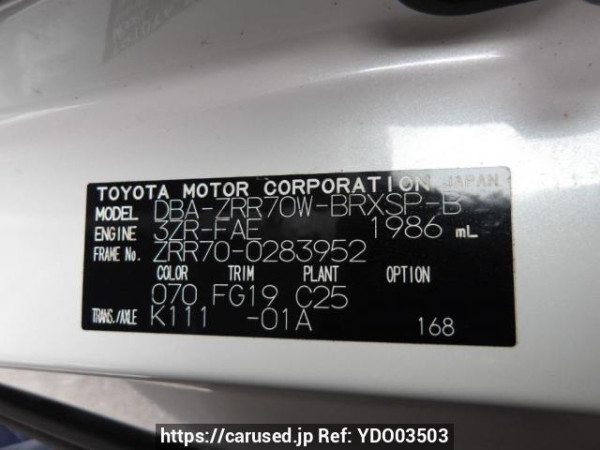 TOYOTA MOTOR CORPORATION JAPAN
MODEL DBA-ZRR70W-BRXSP-B
ENGINE 3ZR-FAE 1986 mL
FRAME No. ZRR70-0283952
COLOR TRIM PLANT OPTION
070 FG19 C25
TRANS./AXLE K111 -01A 168
https://carused.jp Ref: YDO03503